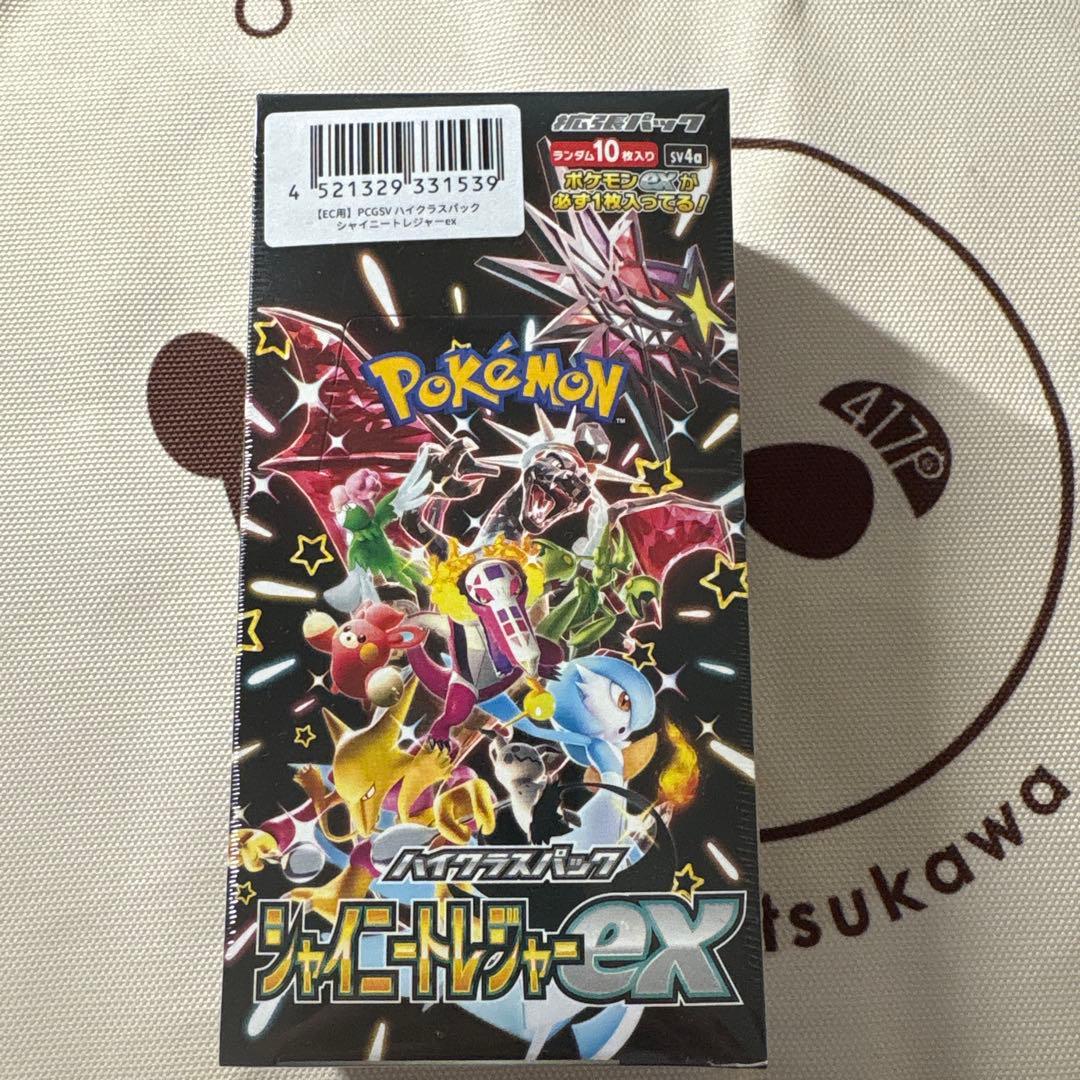 4 521329 331539
【EC用】PCGSV ハイクラスパック
シャイニートレジャーex
拡張パック
ランダム10枚入り
SV4a
ポケモンexが
必ず1枚入ってる!
POKéMON
TM
ハイクラスパック
シャイニートレジャーex
417®
tsukawa